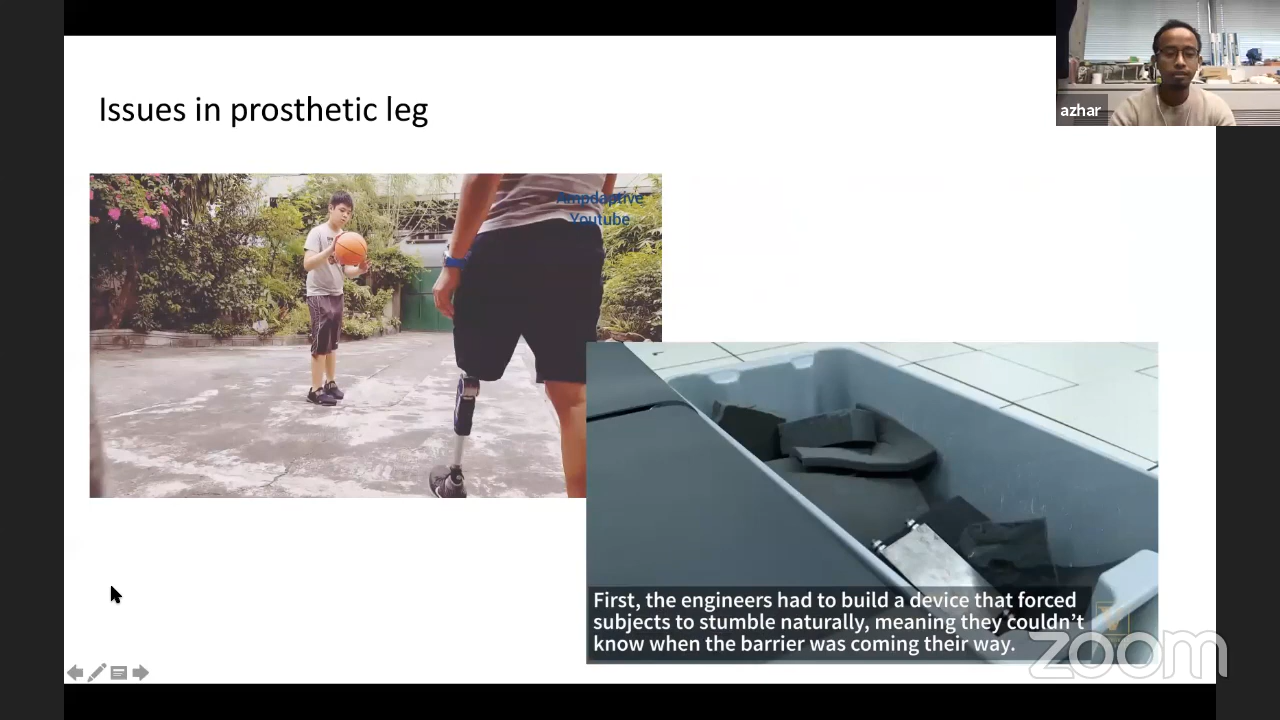 Issues in prosthetic leg
azhar
Ampdaptive
Youtube
First, the engineers had to build a device that forced
subjects to stumble naturally, meaning they couldn't
know when the barrier was coming their way.
zoom